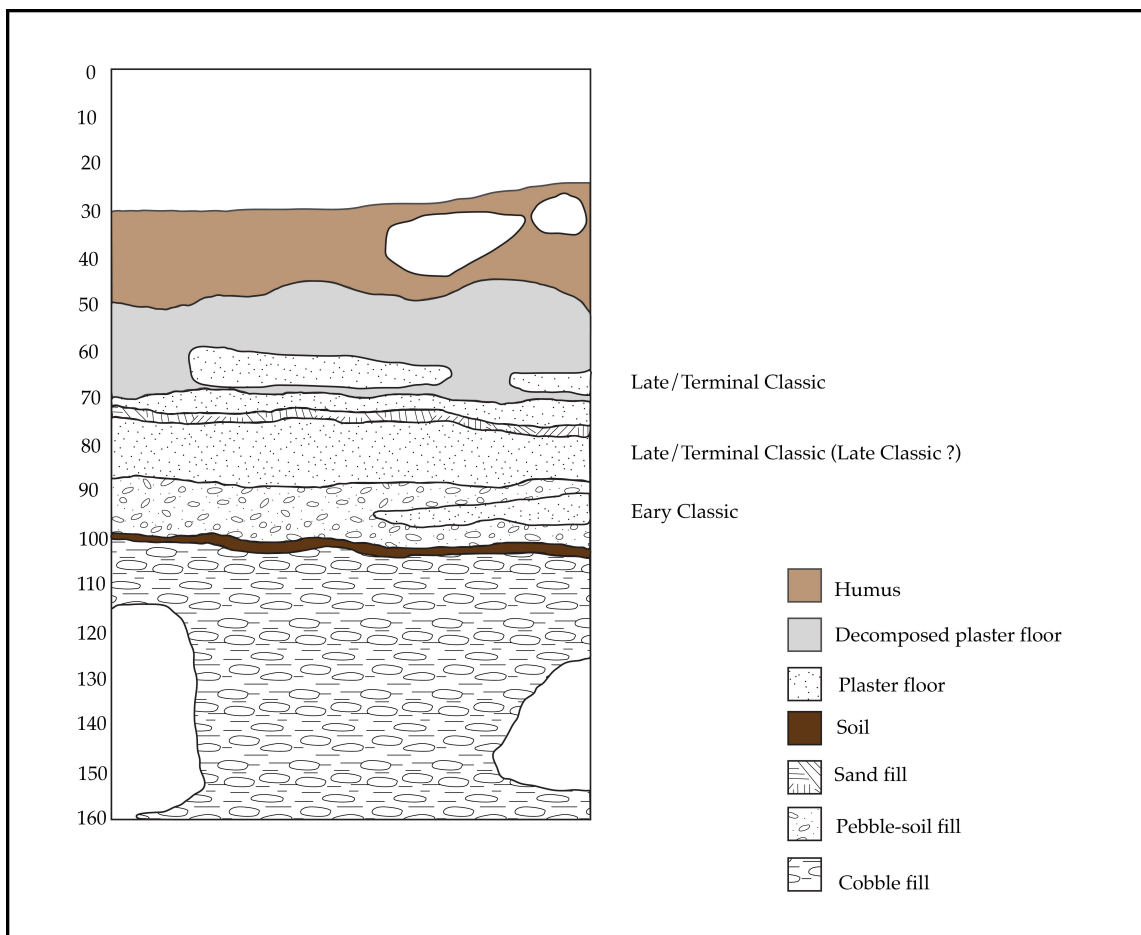 0
10
20
30
40
50
60
70
80
90
100
110
120
130
140
150
160
Late/Terminal Classic
Late/Terminal Classic (Late Classic ?)
Eary Classic
Humus
Decomposed plaster floor
Plaster floor
Soil
Sand fill
Pebble-soil fill
Cobble fill